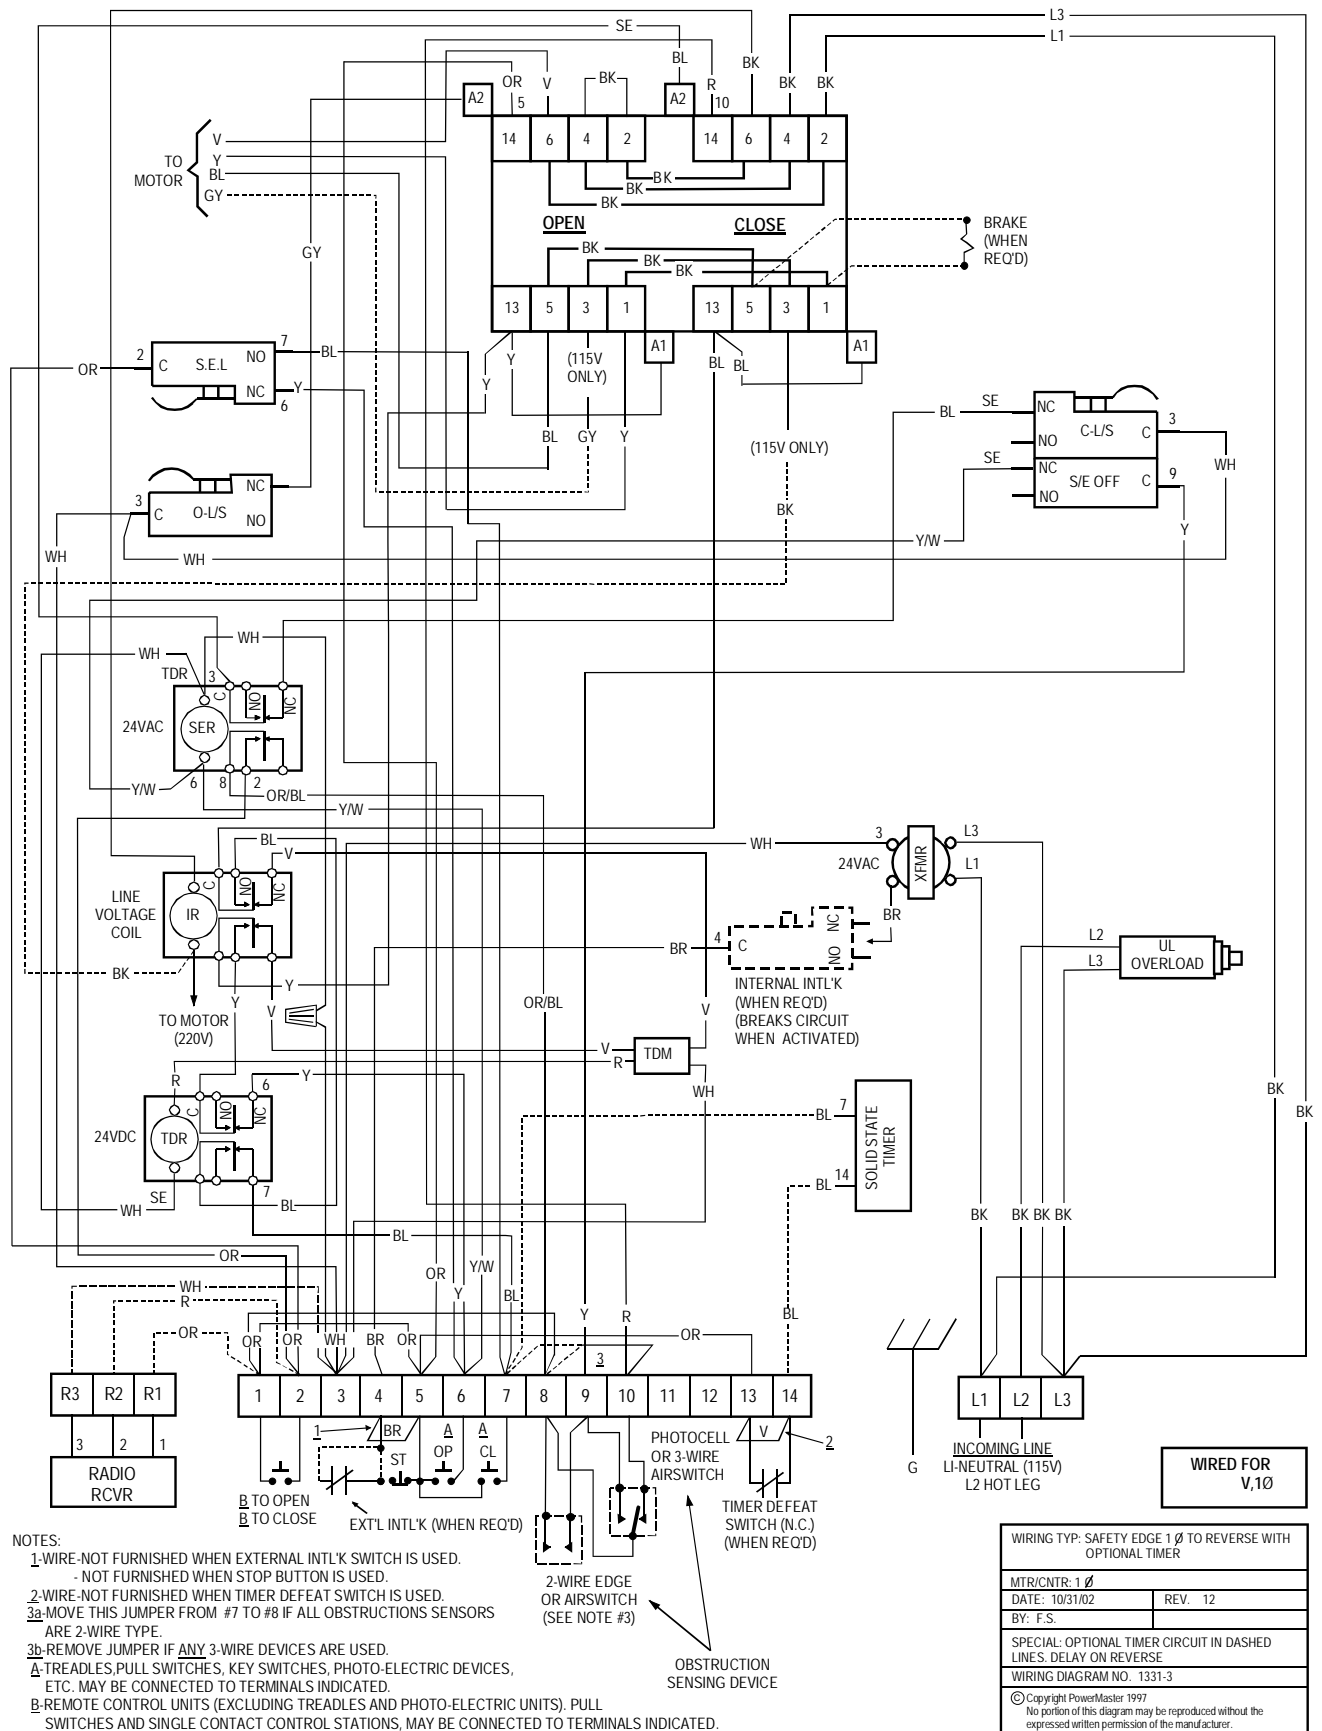 L3
L1
SE
BL
BK
OR
V
BK
R
BK
BK
A2
5
A2
10
14
6
4
2
14
6
4
2
V
Y
BL
GY
TO
MOTOR
BK
BK
BK
OPEN
CLOSE
BRAKE
(WHEN
REQ'D)
GY
BK
BK
BK
13
5
3
1
13
5
3
1
A1
A1
Y
Y
(115V
ONLY)
BL
BL
2
C
S.E.L
NO
NC
7
6
BL
Y
OR
BL
GY
Y
(115V ONLY)
BK
BL
SE
NC
NO
C-L/S
C
3
WH
SE
NC
NO
S/E OFF
C
9
Y
3
C
O-L/S
NC
NO
WH
WH
Y/W
WH
WH
TDR
3
C
NO
NC
24VAC
SER
6
8
2
Y/W
OR/BL
Y/W
BL
V
WH
3
24VAC
XFMR
L3
L1
BR
LINE
VOLTAGE
COIL
C
NO
NC
IR
BK
Y
Y
V
TO MOTOR
(220V)
BR
4
C
NC
NO
INTERNAL INTL'K
(WHEN REQ'D)
(BREAKS CIRCUIT
WHEN ACTIVATED)
L2
L3
UL
OVERLOAD
OR/BL
V
V
R
TDM
WH
R
6
Y
C
NO
NC
24VDC
TDR
SE
7
WH
BL
BL
BL
7
BL
14
SOLID STATE
TIMER
BK
BK
BK
BK
BK
BK
OR
OR
Y
Y/W
BL
WH
R
OR
OR
OR
WH
BR
OR
Y
R
3
OR
BL
R3
R2
R1
3
2
1
RADIO
RCVR
1
2
3
4
5
6
7
8
9
10
11
12
13
14
L1
L2
L3
G
INCOMING LINE
LI-NEUTRAL (115V)
L2 HOT LEG
WIRED FOR
V,1Ø
1
BR
ST
A
OP
A
CL
B TO OPEN
B TO CLOSE
EXT'L INTL'K (WHEN REQ'D)
PHOTOCELL
OR 3-WIRE
AIRSWITCH
V
2
TIMER DEFEAT
SWITCH (N.C.)
(WHEN REQ'D)
2-WIRE EDGE
OR AIRSWITCH
(SEE NOTE #3)
OBSTRUCTION
SENSING DEVICE
NOTES:
1-WIRE-NOT FURNISHED WHEN EXTERNAL INTL'K SWITCH IS USED.
- NOT FURNISHED WHEN STOP BUTTON IS USED.
2-WIRE-NOT FURNISHED WHEN TIMER DEFEAT SWITCH IS USED.
3a-MOVE THIS JUMPER FROM #7 TO #8 IF ALL OBSTRUCTIONS SENSORS
ARE 2-WIRE TYPE.
3b-REMOVE JUMPER IF ANY 3-WIRE DEVICES ARE USED.
A-TREADLES,PULL SWITCHES, KEY SWITCHES, PHOTO-ELECTRIC DEVICES,
ETC. MAY BE CONNECTED TO TERMINALS INDICATED.
B-REMOTE CONTROL UNITS (EXCLUDING TREADLES AND PHOTO-ELECTRIC UNITS). PULL
SWITCHES AND SINGLE CONTACT CONTROL STATIONS, MAY BE CONNECTED TO TERMINALS INDICATED.
WIRING TYP: SAFETY EDGE 1 Ø TO REVERSE WITH
OPTIONAL TIMER
MTR/CNTR: 1 Ø
DATE: 10/31/02
REV. 12
BY: F.S.
SPECIAL: OPTIONAL TIMER CIRCUIT IN DASHED
LINES. DELAY ON REVERSE
WIRING DIAGRAM NO. 1331-3
© Copyright PowerMaster 1997
No portion of this diagram may be reproduced without the
expressed written permission of the manufacturer.